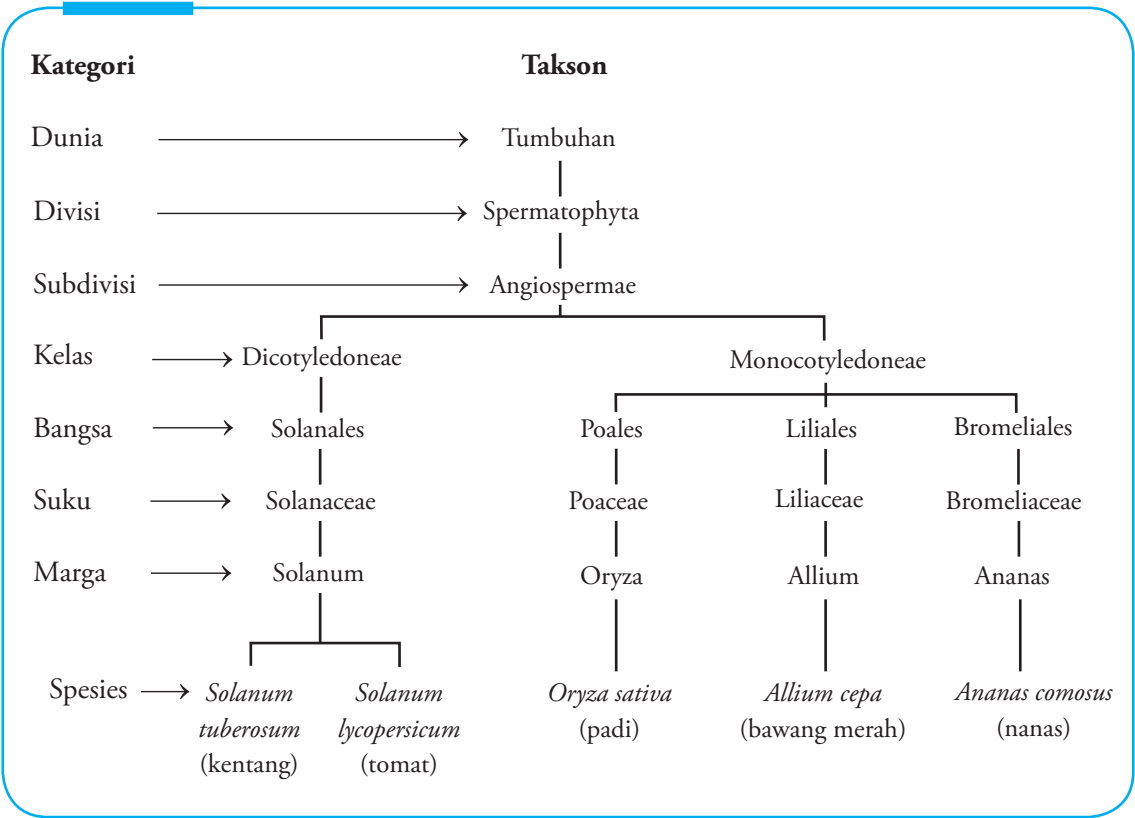 Kategori Takson
Dunia Tumbuhan
Divisi Spermatophyta
Subdivisi Angiospermae
Kelas Dicotyledoneae Monocotyledoneae
Bangsa Solanales Poales Liliales Bromeliales
Suku Solanaceae Poaceae Liliaceae Bromeliaceae
Marga Solanum Oryza Allium Ananas
Spesies Solanum Solanum Oryza sativa Allium cepa Ananas comosus
tuberosum lycopersicum (padi) (bawang merah) (nanas)
(kentang) (tomat)